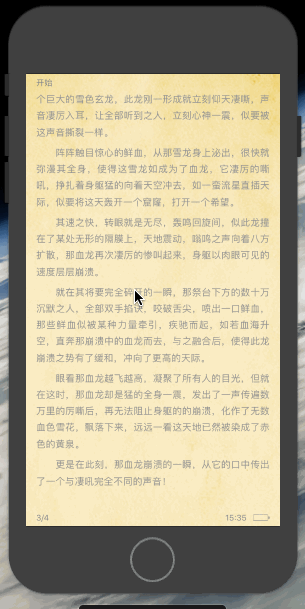 开始
个巨大的雪色玄龙，此龙刚一形成就立刻仰天凄嘶，声
音凄厉入耳，让全部听到之人，立刻心神一震，似要被
这声音撕裂一样。
阵阵触目惊心的鲜血，从那雪龙身上泌出，很快就
弥漫其全身，使得这雪龙如成为了血龙，它凄厉的嘶
吼，挣扎着身躯猛的向着天空冲去，如一蛮流星直插天
际，似要将这天轰开一个窟窿，打开一个希望。
其速之快，转眼就是无尽，轰鸣回旋间，似此龙撞
在了某处无形的隔膜上，天地震动，嗡鸣之声向着八方
扩散，那血龙再次凄厉的惨叫起来，身躯以肉眼可见的
速度层层崩溃。
就在其将要完全碎的一瞬，那祭台下方的数十万
沉默之人，全部双手掐，咬破舌尖，喷出一口鲜血，
那些鲜血似被某种力量牵引，疾驰而起，如若血海升
空，直奔那崩溃中的血龙而去，与之融合后，使得此龙
崩溃之势有了缓和，冲向了更高的天际。
眼看那血龙越飞越高，凝聚了所有人的目光，但就
在这时，那血龙却是猛的全身一震，发出了一声传遍数
万里的厉嘶后，再无法阻止身躯的的崩溃，化作了无数
血色雪花，飘落下来，远远一看这天地已然被染成了赤
色的黄泉。
更是在此刻，那血龙崩溃的一瞬，从它的口中传出
了一个与凄吼完全不同的声音！
3/4
15:35